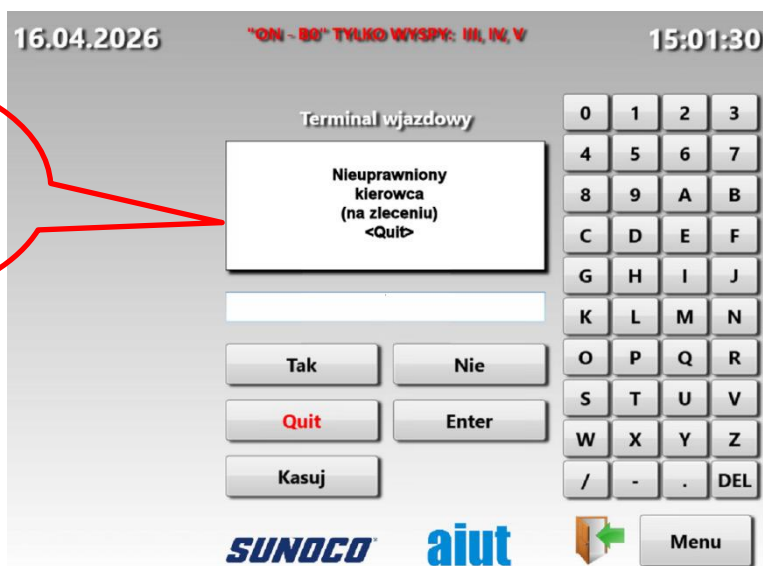 16.04.2026
"ON - B0" TYLKO WYSPY: III, IV, V
15:01:30
Terminal wjazdowy
Nieuprawniony
kierowca
(na zleceniu)
<Quit>
Tak
Nie
Quit
Enter
Kasuj
0 1 2 3
4 5 6 7
8 9 A B
C D E F
G H I J
K L M N
O P Q R
S T U V
W X Y Z
/ - . DEL
SUNOCO
aiut
Menu